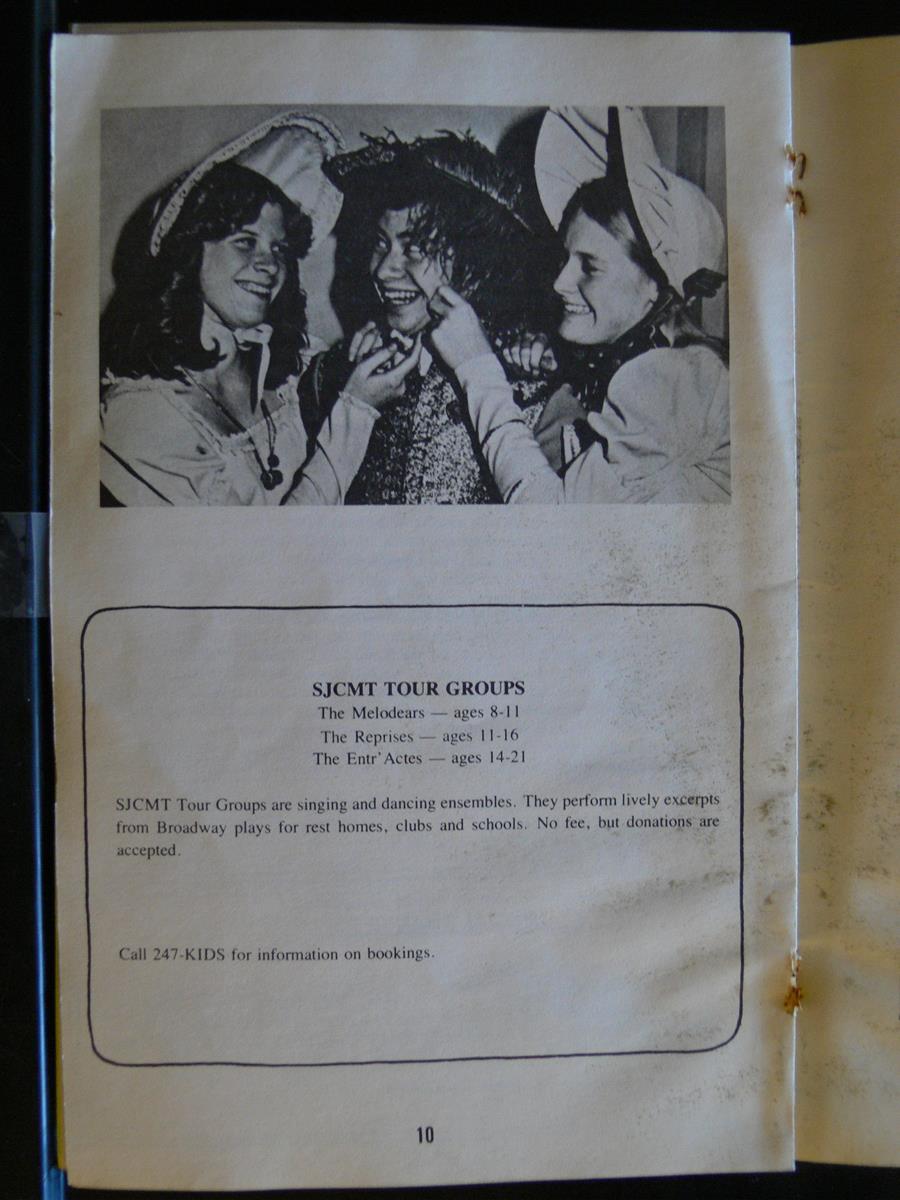 SJCMT TOUR GROUPS
The Melodears — ages 8-11
The Reprises — ages 11-16
The Entr'Actes — ages 14-21
SJCMT Tour Groups are singing and dancing ensembles. They perform lively excerpts
from Broadway plays for rest homes, clubs and schools. No fee, but donations are
accepted.
Call 247-KIDS for information on bookings.
10